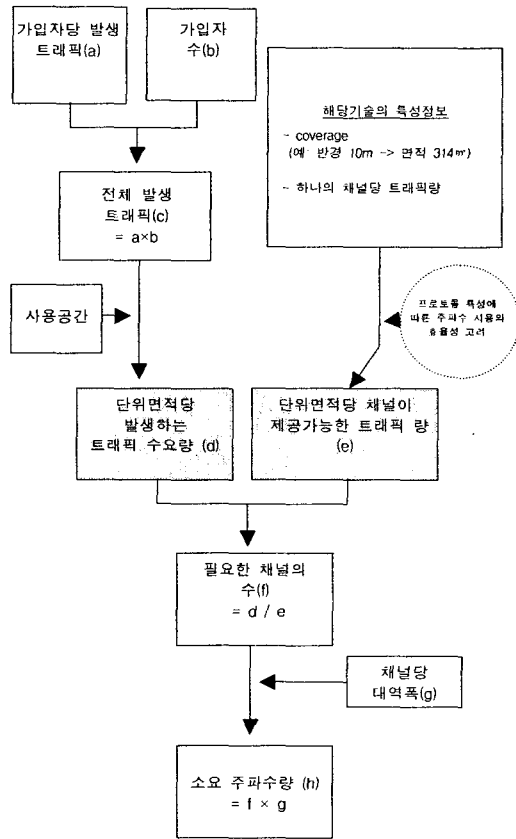 가입자당 발생
트래픽(a)
가입자
수(b)
해당기술의 특성정보
- coverage
(예: 반경 10m -> 면적 314㎡)
- 하나의 채널당 트래픽량
전체 발생
트래픽(c)
= a×b
사용공간
프로토콜 특성에
따른 주파수 사용의
효율성 고려
단위면적당
발생하는
트래픽 수요량 (d)
단위면적당 채널이
제공가능한 트래픽 량
(e)
필요한 채널의
수(f)
= d / e
채널당
대역폭(g)
소요 주파수량 (h)
= f × g